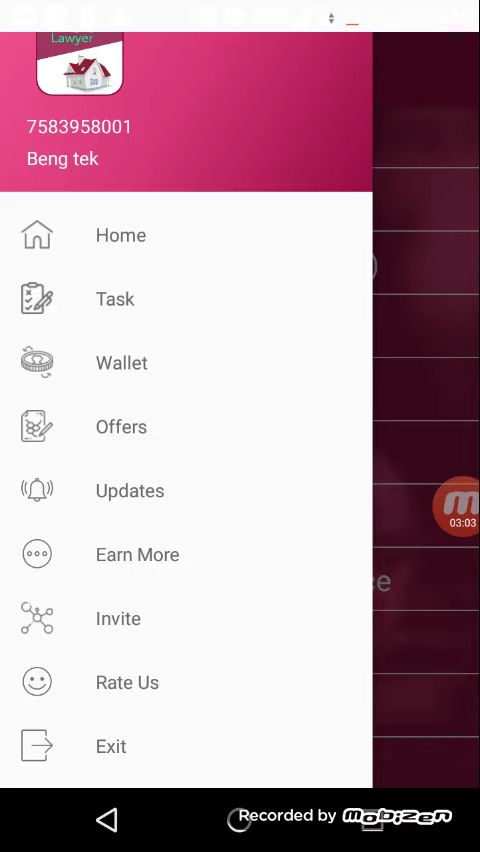 Lawyer
7583958001
Beng tek
Home
)
Task
Wallet
Offers
Updates
03:03
Earn More
ce
Invite
Rate Us
Exit
Recorded by MOBIZEN